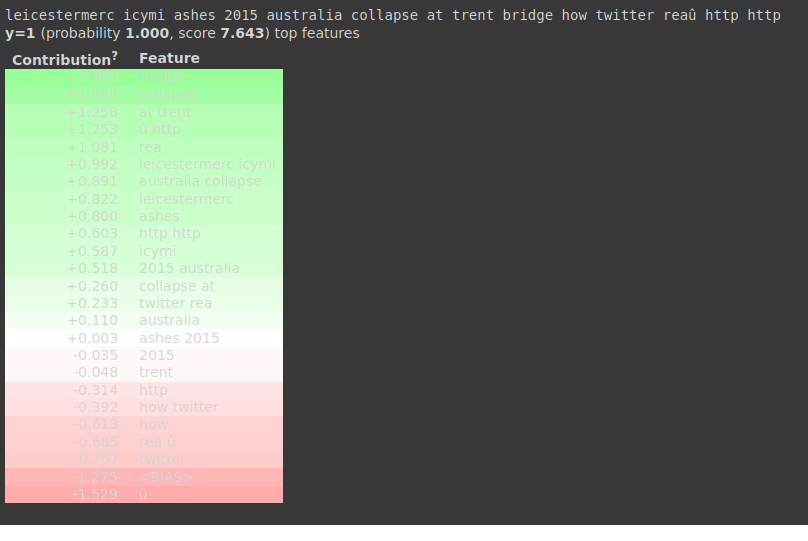 leicestermerc icymi ashes 2015 australia collapse at trent bridge how twitter reaû http http
y=1 (probability 1.000, score 7.643) top features
Contribution? Feature
bridge
collapse
+1.258 at trent
+1.253 û http
+1.081 rea
+0.992 leicestermerc icymi
+0.891 australia collapse
+0.822 leicestermerc
+0.800 ashes
+0.603 http http
+0.587 icymi
+0.518 2015 australia
+0.260 collapse at
+0.233 twitter rea
+0.110 australia
+0.003 ashes 2015
-0.035 2015
-0.048 trent
-0.314 http
-0.392 how twitter
-0.613 how
-0.685 rea û
-0.767 twitter
-1.275 <BIAS>
-1.529 û